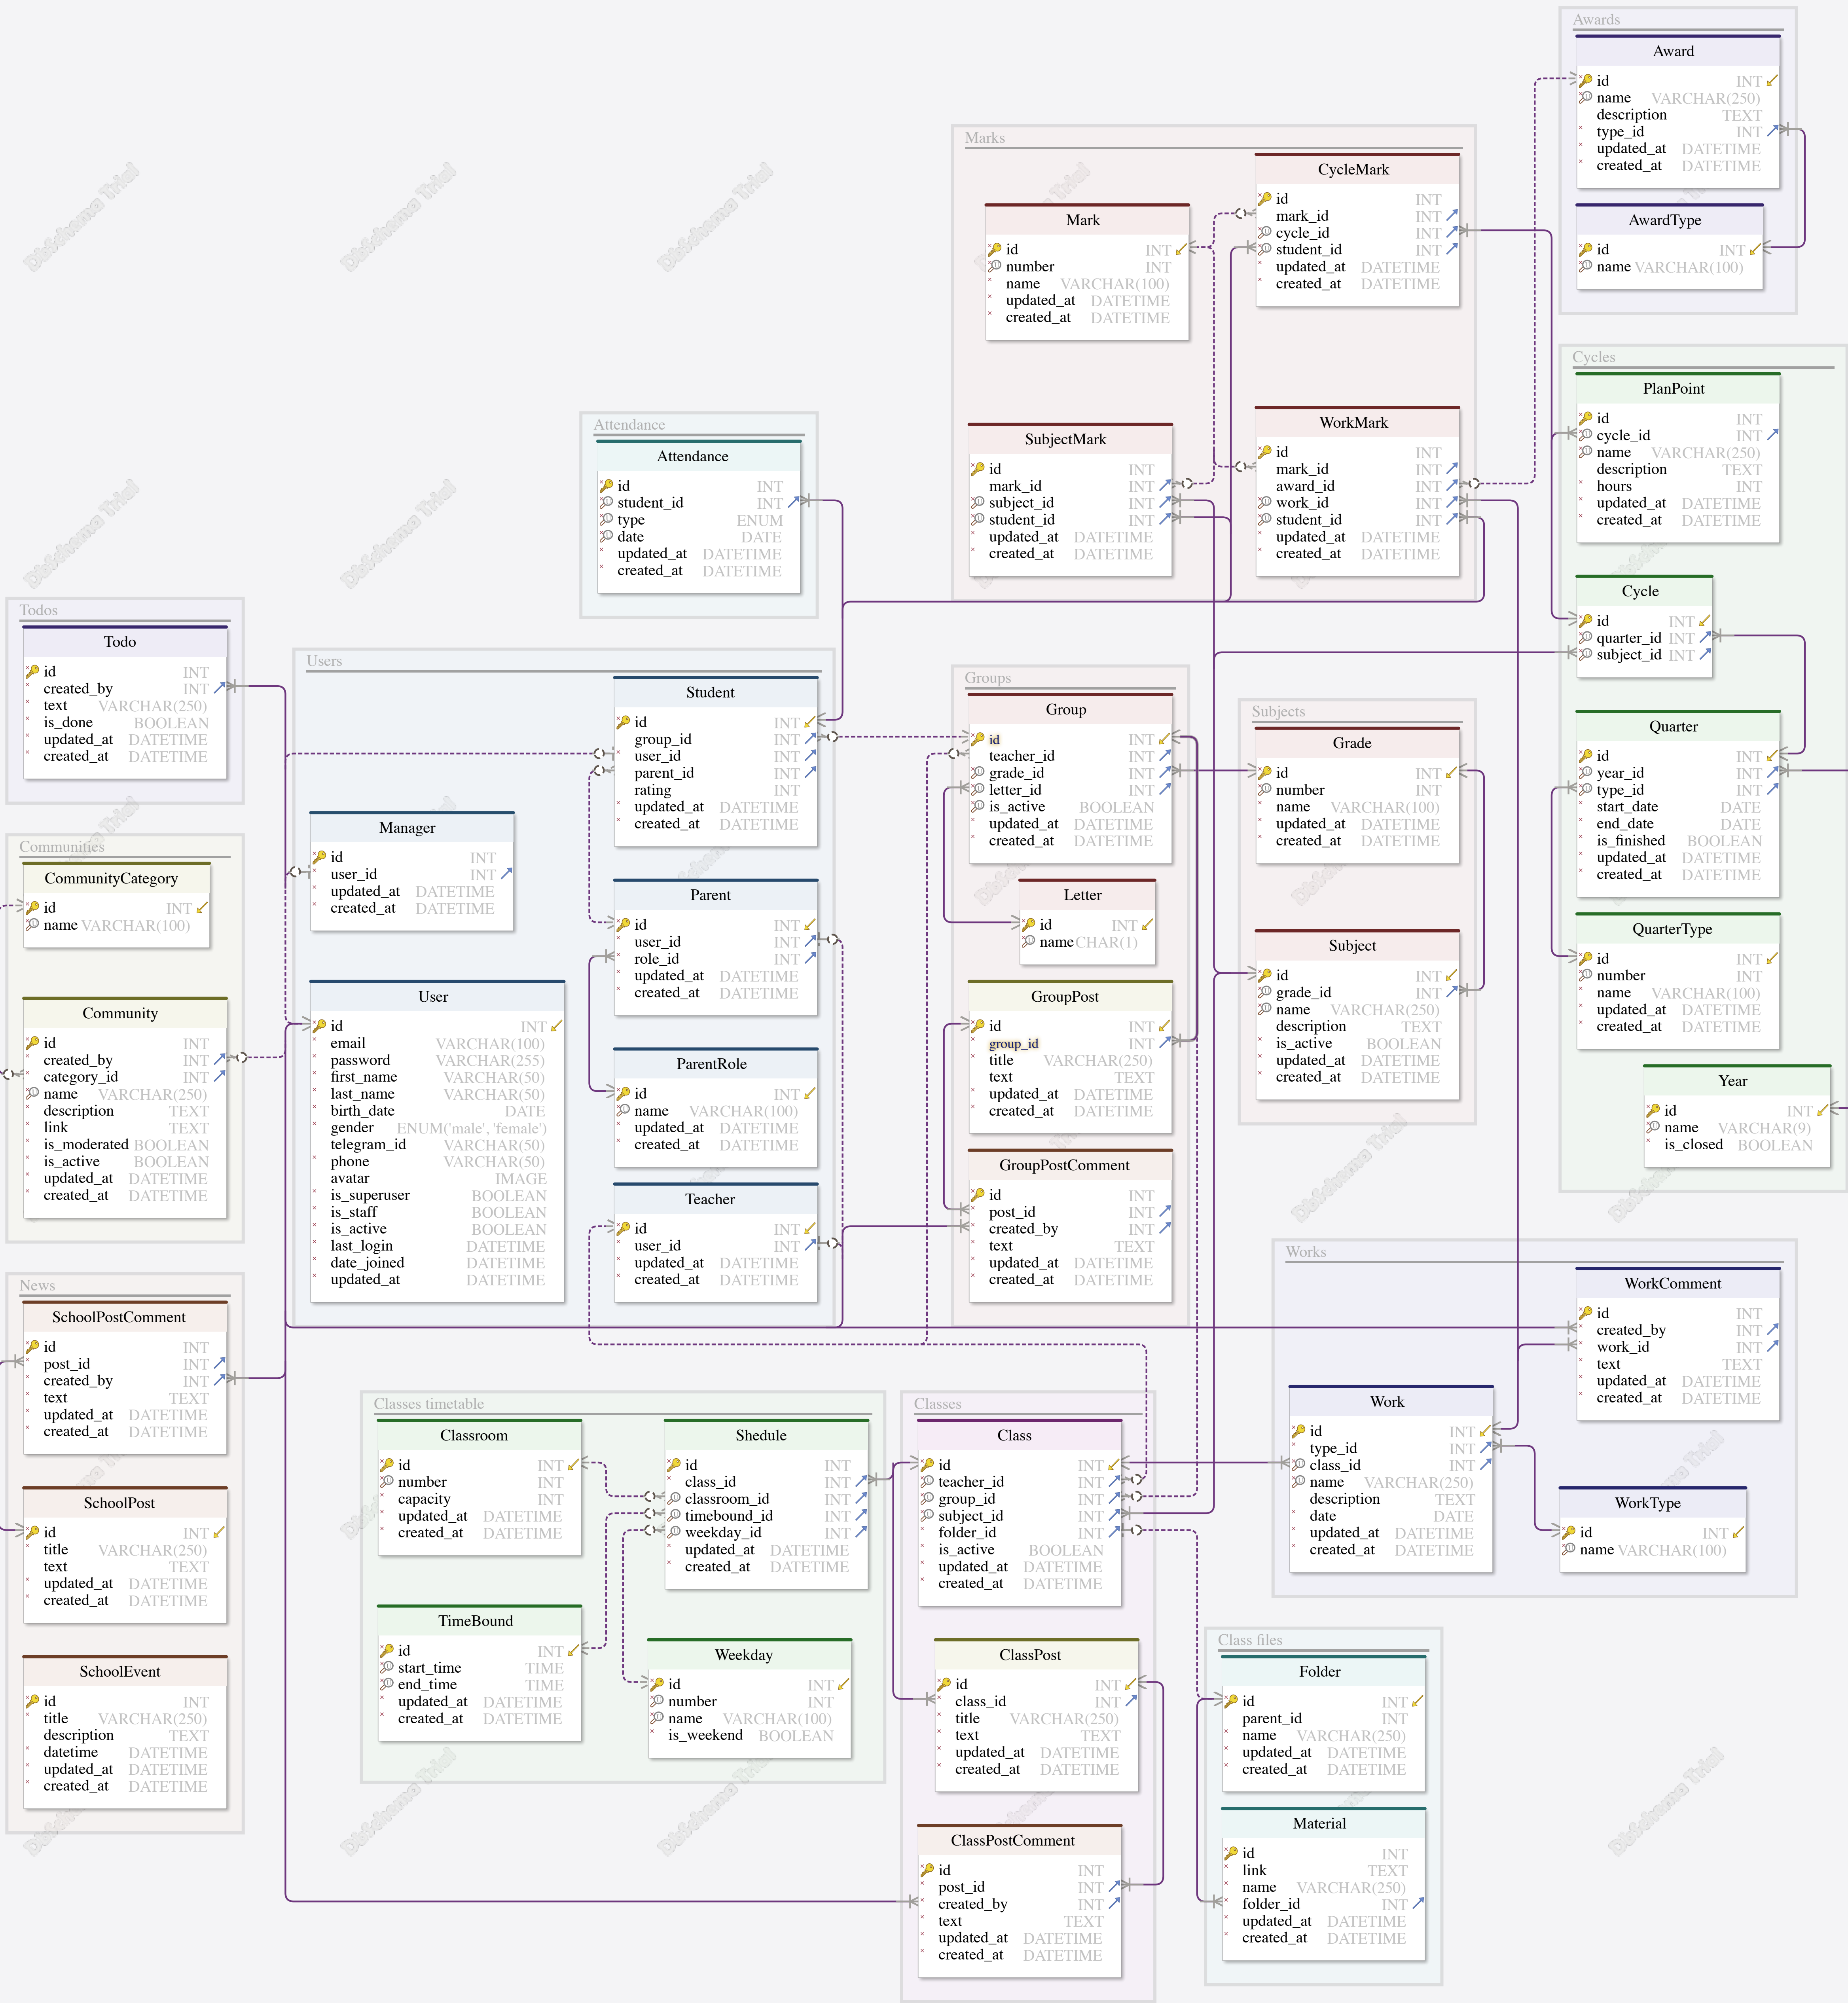 Awards
Award
id INT
name VARCHAR(250)
description TEXT
type_id INT
updated_at DATETIME
created_at DATETIME
AwardType
id INT
name VARCHAR(100)
Marks
CycleMark
id INT
mark_id INT
cycle_id INT
student_id INT
updated_at DATETIME
created_at DATETIME
Mark
id INT
number INT
name VARCHAR(100)
updated_at DATETIME
created_at DATETIME
SubjectMark
id INT
mark_id INT
subject_id INT
student_id INT
updated_at DATETIME
created_at DATETIME
WorkMark
id INT
mark_id INT
award_id INT
work_id INT
student_id INT
updated_at DATETIME
created_at DATETIME
Cycles
PlanPoint
id INT
cycle_id INT
name VARCHAR(250)
description TEXT
hours INT
updated_at DATETIME
created_at DATETIME
Cycle
id INT
quarter_id INT
subject_id INT
Quarter
id INT
year_id INT
type_id INT
start_date DATE
end_date DATE
is_finished BOOLEAN
updated_at DATETIME
created_at DATETIME
QuarterType
id INT
number INT
name VARCHAR(100)
updated_at DATETIME
created_at DATETIME
Year
id INT
name VARCHAR(9)
is_closed BOOLEAN
Attendance
Attendance
id INT
student_id INT
type ENUM
date DATE
updated_at DATETIME
created_at DATETIME
Todos
Todo
id INT
created_by INT
text VARCHAR(250)
is_done BOOLEAN
updated_at DATETIME
created_at DATETIME
Communities
CommunityCategory
id INT
name VARCHAR(100)
Community
id INT
created_by INT
category_id INT
name VARCHAR(250)
description TEXT
link TEXT
is_moderated BOOLEAN
is_active BOOLEAN
updated_at DATETIME
created_at DATETIME
Users
Student
id INT
group_id INT
user_id INT
parent_id INT
rating INT
updated_at DATETIME
created_at DATETIME
Manager
id INT
user_id INT
updated_at DATETIME
created_at DATETIME
Parent
id INT
user_id INT
role_id INT
updated_at DATETIME
created_at DATETIME
User
id INT
email VARCHAR(100)
password VARCHAR(255)
first_name VARCHAR(50)
last_name VARCHAR(50)
birth_date DATE
gender ENUM('male', 'female')
telegram_id VARCHAR(50)
phone VARCHAR(50)
avatar IMAGE
is_superuser BOOLEAN
is_staff BOOLEAN
is_active BOOLEAN
last_login DATETIME
date_joined DATETIME
updated_at DATETIME
ParentRole
id INT
name VARCHAR(100)
updated_at DATETIME
created_at DATETIME
Teacher
id INT
user_id INT
updated_at DATETIME
created_at DATETIME
Groups
Group
id INT
teacher_id INT
grade_id INT
letter_id INT
is_active BOOLEAN
updated_at DATETIME
created_at DATETIME
Letter
id INT
name CHAR(1)
GroupPost
id INT
group_id INT
title VARCHAR(250)
text TEXT
updated_at DATETIME
created_at DATETIME
GroupPostComment
id INT
post_id INT
created_by INT
text TEXT
updated_at DATETIME
created_at DATETIME
Subjects
Grade
id INT
number INT
name VARCHAR(100)
updated_at DATETIME
created_at DATETIME
Subject
id INT
grade_id INT
name VARCHAR(250)
description TEXT
is_active BOOLEAN
updated_at DATETIME
created_at DATETIME
News
SchoolPostComment
id INT
post_id INT
created_by INT
text TEXT
updated_at DATETIME
created_at DATETIME
SchoolPost
id INT
title VARCHAR(250)
text TEXT
updated_at DATETIME
created_at DATETIME
SchoolEvent
id INT
title VARCHAR(250)
description TEXT
datetime DATETIME
updated_at DATETIME
created_at DATETIME
Classes timetable
Classroom
id INT
number INT
capacity INT
updated_at DATETIME
created_at DATETIME
Shedule
id INT
class_id INT
classroom_id INT
timebound_id INT
weekday_id INT
updated_at DATETIME
created_at DATETIME
TimeBound
id INT
start_time TIME
end_time TIME
updated_at DATETIME
created_at DATETIME
Weekday
id INT
number INT
name VARCHAR(100)
is_weekend BOOLEAN
Classes
Class
id INT
teacher_id INT
group_id INT
subject_id INT
folder_id INT
is_active BOOLEAN
updated_at DATETIME
created_at DATETIME
ClassPost
id INT
class_id INT
title VARCHAR(250)
text TEXT
updated_at DATETIME
created_at DATETIME
ClassPostComment
id INT
post_id INT
created_by INT
text TEXT
updated_at DATETIME
created_at DATETIME
Works
WorkComment
id INT
created_by INT
work_id INT
text TEXT
updated_at DATETIME
created_at DATETIME
Work
id INT
type_id INT
class_id INT
name VARCHAR(250)
description TEXT
date DATE
updated_at DATETIME
created_at DATETIME
WorkType
id INT
name VARCHAR(100)
Class files
Folder
id INT
parent_id INT
name VARCHAR(250)
updated_at DATETIME
created_at DATETIME
Material
id INT
link TEXT
name VARCHAR(250)
folder_id INT
updated_at DATETIME
created_at DATETIME